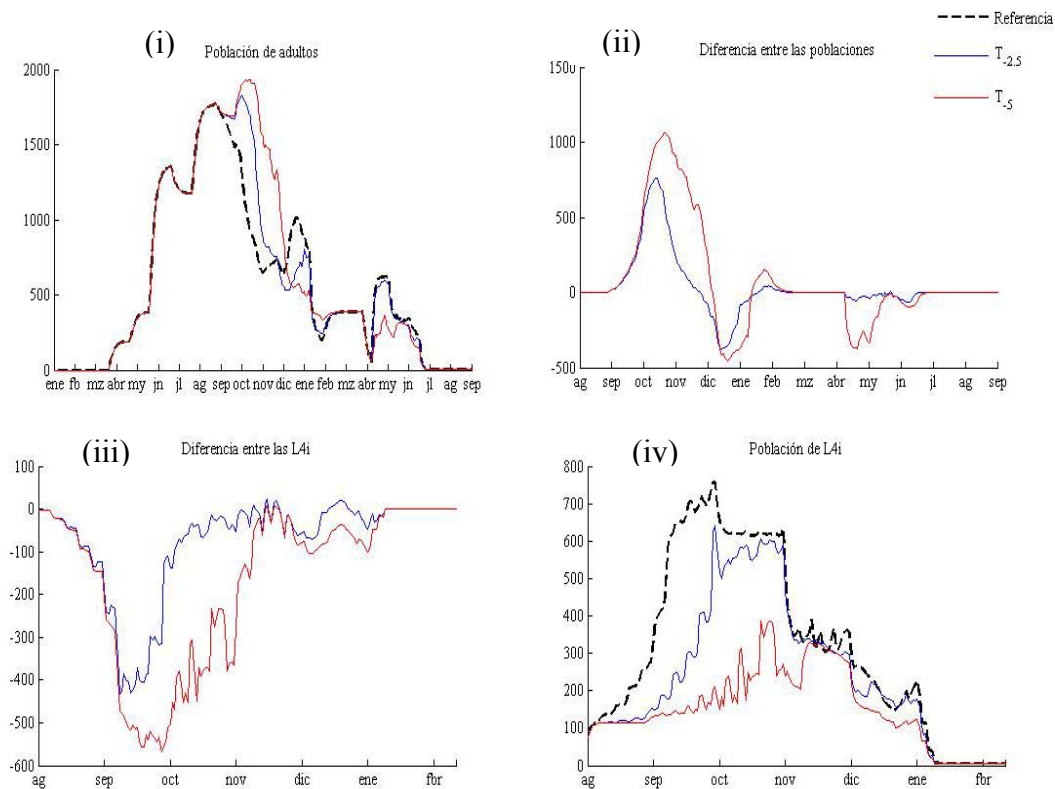 (i)
Población de adultos
2000
1500
1000
500
0
ene fb mz abr my jn jl ag sep oct nov dic ene feb mz abr my jn jl ag sep
(ii)
Diferencia entre las poblaciones
1500
1000
500
0
-500
ag sep oct nov dic ene feb mz abr my jn jl ag sep
Referencia
T-2.5
T-5
(iii)
Diferencia entre las L4i
100
0
-100
-200
-300
-400
-500
-600
ag sep oct nov dic ene fbr
(iv)
Población de L4i
800
700
600
500
400
300
200
100
0
ag sep oct nov dic ene fbr